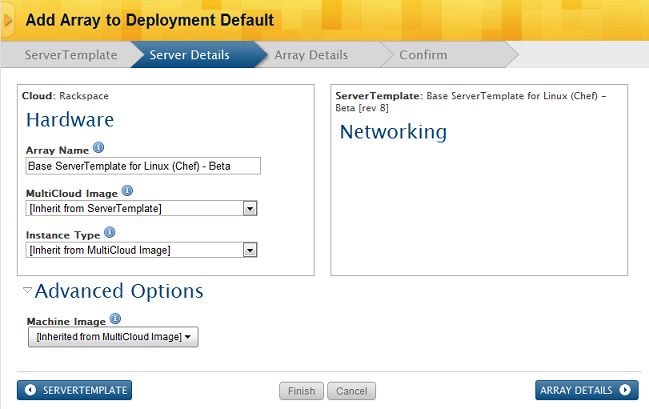 Add Array to Deployment Default
ServerTemplate
Server Details
Array Details
Confirm
Cloud: Rackspace
Hardware
Array Name
Base ServerTemplate for Linux (Chef) - Beta
MultiCloud Image
[Inherit from ServerTemplate]
Instance Type
[Inherit from MultiCloud Image]
ServerTemplate: Base ServerTemplate for Linux (Chef) -
Beta [rev 8]
Networking
Advanced Options
Machine Image
[Inherited from MultiCloud Image]
SERVERTEMPLATE
Finish
Cancel
ARRAY DETAILS